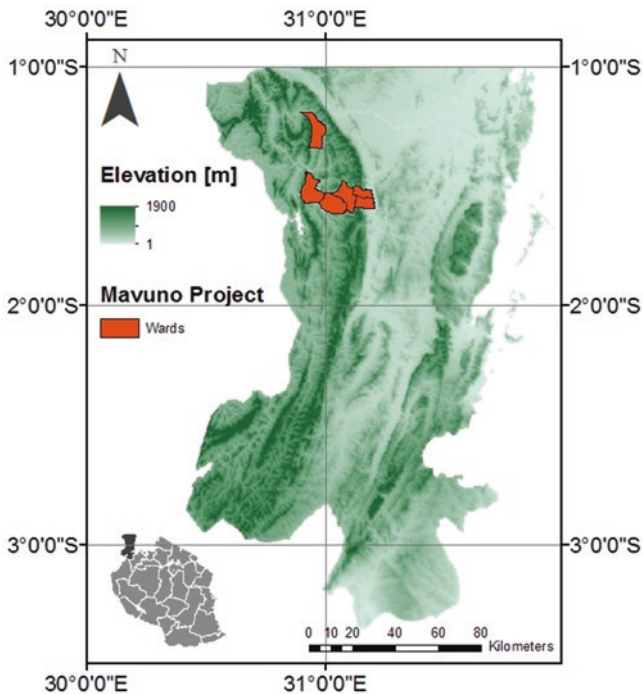 30°0'0"E 31°0'0"E
N
1°0'0"S 1°0'0"S
Elevation [m]
1900
1
Mavuno Project
Wards
2°0'0"S 2°0'0"S
3°0'0"S 3°0'0"S
0 10 20 40 60 80
Kilometers
30°0'0"E 31°0'0"E